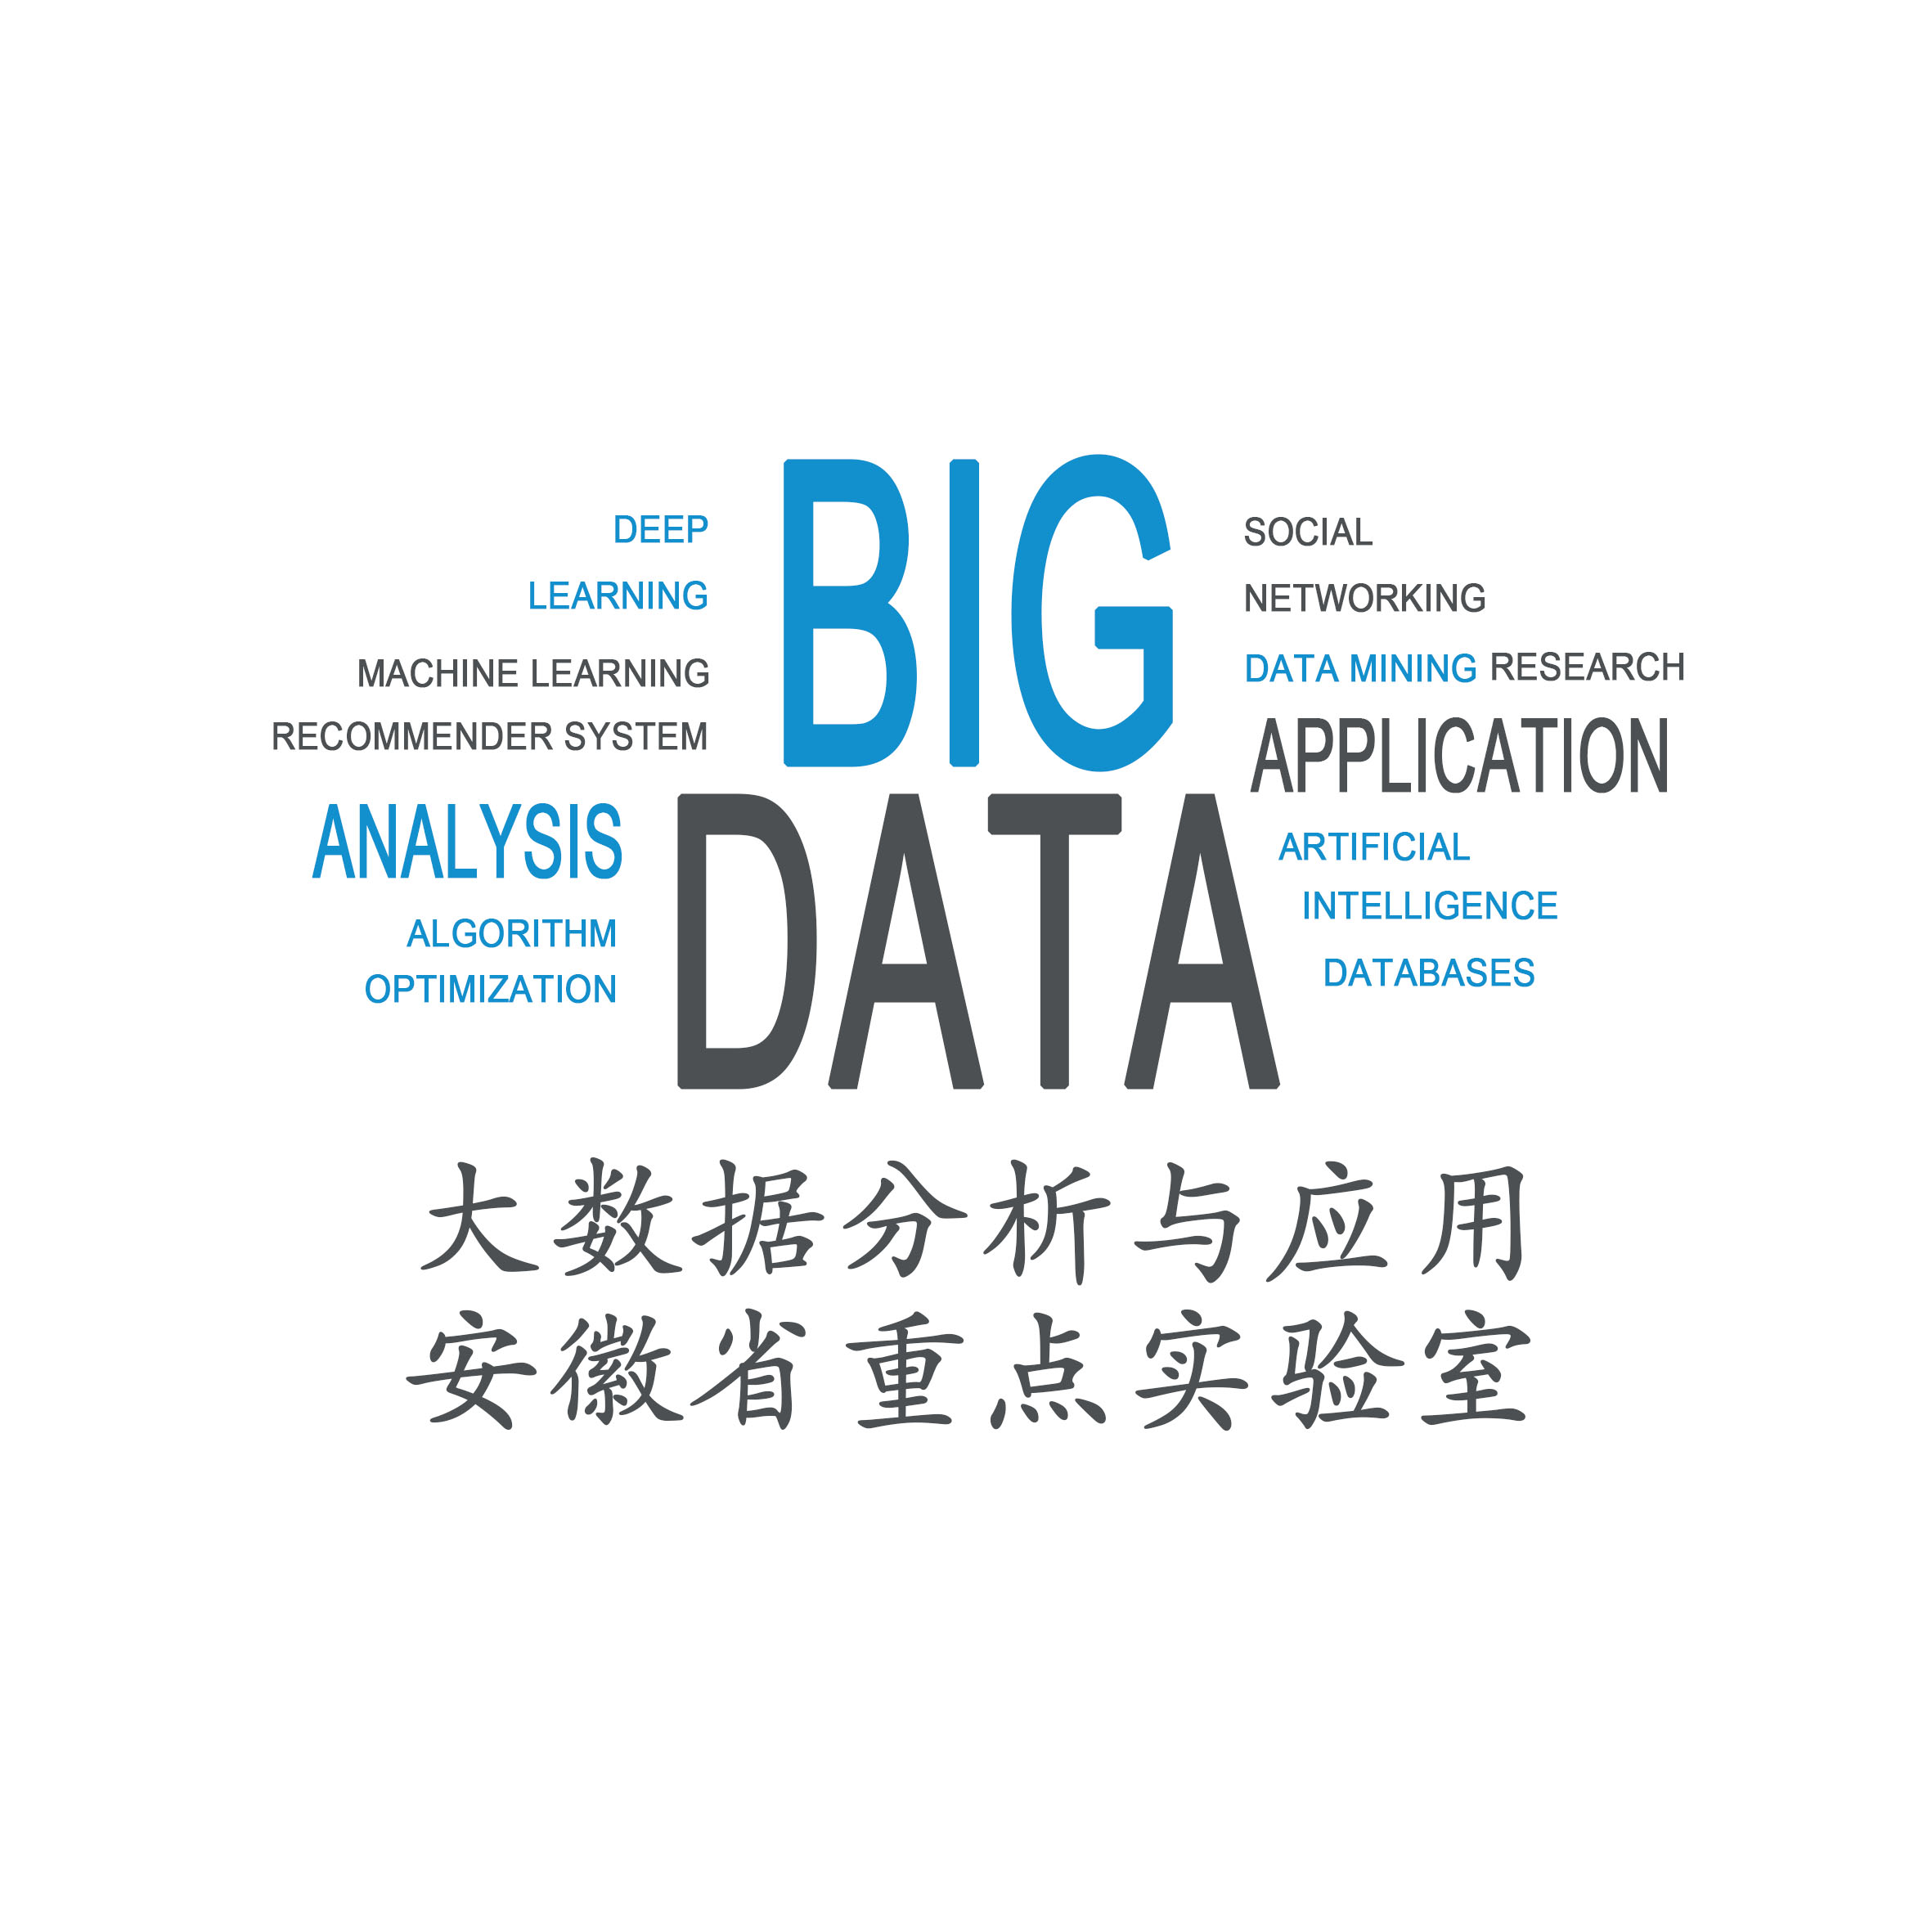 BIG
DATA
DEEP
LEARNING
MACHINE LEARNING
RECOMMENDER SYSTEM
ANALYSIS
ALGORITHM
OPTIMIZATION
SOCIAL
NETWORKING
DATA MINING RESEARCH
APPLICATION
ARTIFICIAL
INTELLIGENCE
DATABASES
大数据分析与应用
安徽省重点实验室